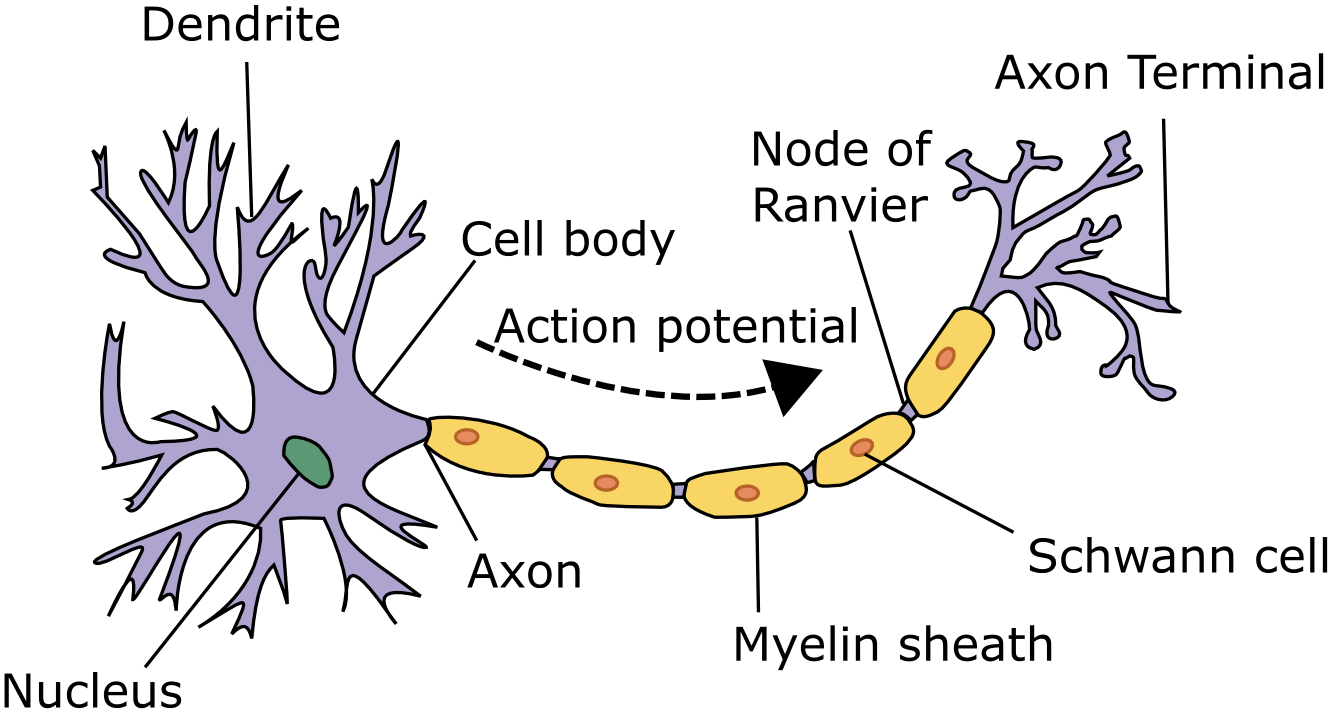 Dendrite
Axon Terminal
Node of
Ranvier
Cell body
Action potential
Axon
Schwann cell
Myelin sheath
Nucleus